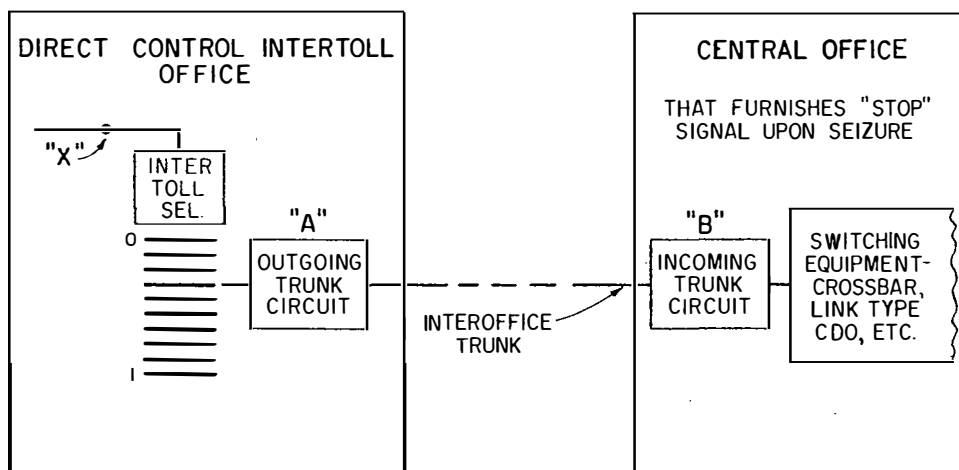 DIRECT CONTROL INTERTOLL
OFFICE
"X"
INTER
TOLL
SEL.
0
1
"A"
OUTGOING
TRUNK
CIRCUIT
INTEROFFICE
TRUNK
CENTRAL OFFICE
THAT FURNISHES "STOP"
SIGNAL UPON SEIZURE
"B"
INCOMING
TRUNK
CIRCUIT
SWITCHING
EQUIPMENT-
CROSSBAR,
LINK TYPE
CDO, ETC.